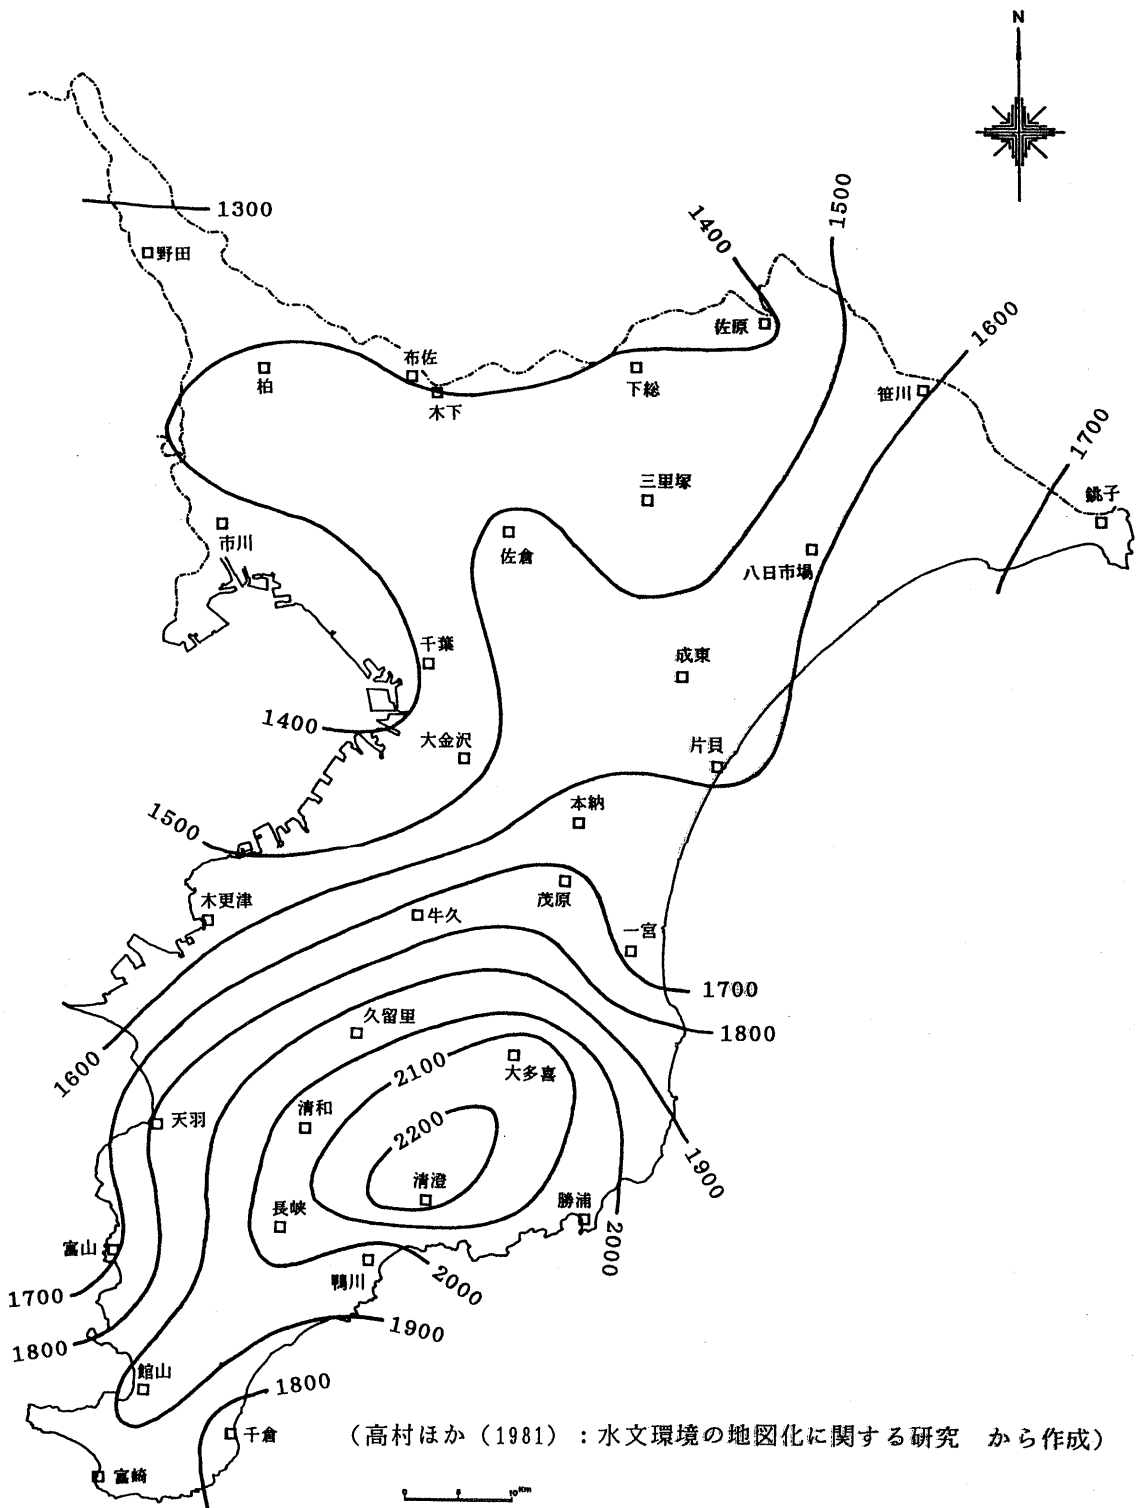 N
1300
野田
1400
1500
佐原
1600
布佐
柏
木下
下総
笹川
1700
三里塚
銚子
市川
佐倉
八日市場
千葉
成東
1400
大金沢
片貝
1500
本納
木更津
牛久
茂原
一宮
1700
久留里
1800
1600
2100
大多喜
天羽
清和
2200
1900
清澄
長峡
勝浦
富山
2000
鴨川
2000
1700
1900
1800
館山
1800
千倉
(高村ほか(1981):水文環境の地図化に関する研究 から作成)
富崎
0 5 10Km